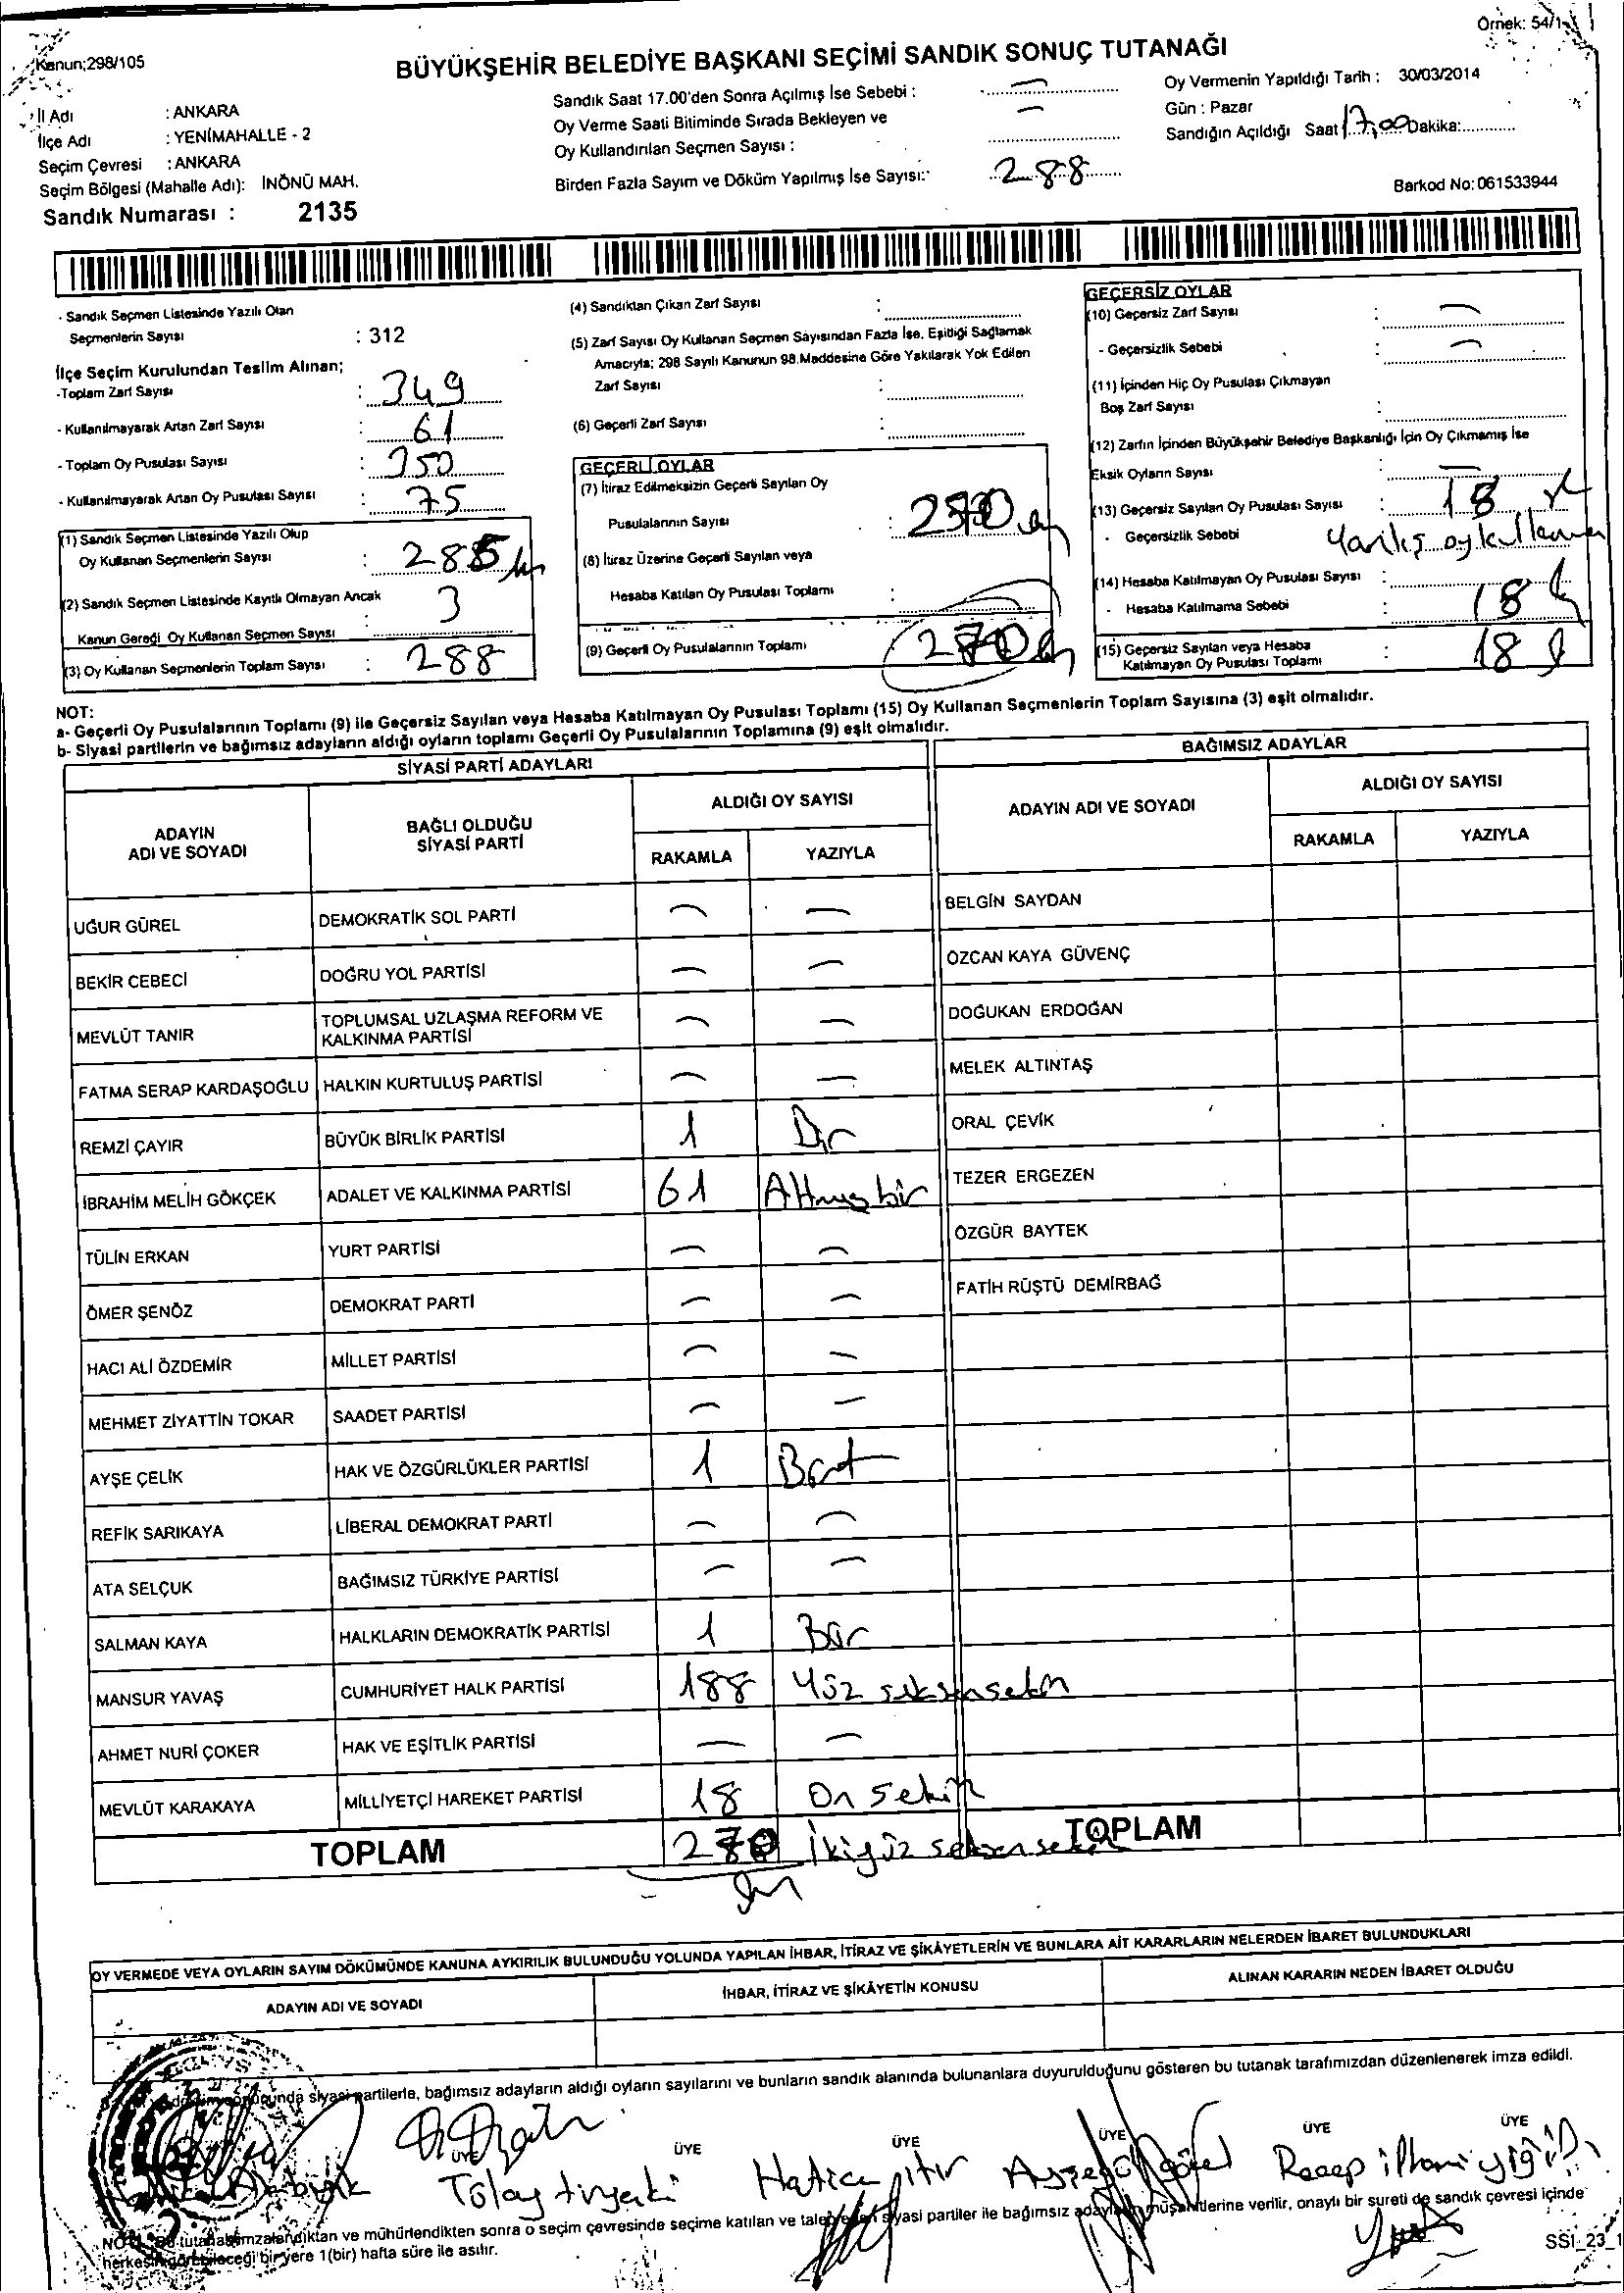 Örnek: 54/1
Kanun;298/105
BÜYÜKŞEHİR BELEDİYE BAŞKANI SEÇİMİ SANDIK SONUÇ TUTANAĞI
İl Adı : ANKARA
İlçe Adı : YENİMAHALLE - 2
Seçim Çevresi : ANKARA
Seçim Bölgesi (Mahalle Adı): İNÖNÜ MAH.
Sandık Numarası : 2135
Sandık Saat 17.00'den Sonra Açılmış İse Sebebi : —
Oy Verme Saati Bitiminde Sırada Bekleyen ve —
Oy Kullandırılan Seçmen Sayısı :
Birden Fazla Sayım ve Döküm Yapılmış İse Sayısı: 288
Oy Vermenin Yapıldığı Tarih : 30/03/2014
Gün : Pazar
Sandığın Açıldığı Saat 17,00 Dakika:
Barkod No: 061533944
- Sandık Seçmen Listesinde Yazılı Olan
Seçmenlerin Sayısı : 312
İlçe Seçim Kurulundan Teslim Alınan;
-Toplam Zarf Sayısı : 349
- Kullanılmayarak Artan Zarf Sayısı : 61
- Toplam Oy Pusulası Sayısı : 350
- Kullanılmayarak Artan Oy Pusulası Sayısı : 75
(1) Sandık Seçmen Listesinde Yazılı Olup
Oy Kullanan Seçmenlerin Sayısı : 285
(2) Sandık Seçmen Listesinde Kayıtlı Olmayan Ancak
Kanun Gereği Oy Kullanan Seçmen Sayısı : 3
(3) Oy Kullanan Seçmenlerin Toplam Sayısı : 288
(4) Sandıktan Çıkan Zarf Sayısı :
(5) Zarf Sayısı Oy Kullanan Seçmen Sayısından Fazla İse, Eşitliği Sağlamak
Amacıyla; 298 Sayılı Kanunun 98.Maddesine Göre Yakılarak Yok Edilen
Zarf Sayısı :
(6) Geçerli Zarf Sayısı :
GEÇERLİ OYLAR
(7) İtiraz Edilmeksizin Geçerli Sayılan Oy
Pusulalarının Sayısı : 270
(8) İtiraz Üzerine Geçerli Sayılan veya
Hesaba Katılan Oy Pusulası Toplamı :
(9) Geçerli Oy Pusulalarının Toplamı 270
GEÇERSİZ OYLAR
(10) Geçersiz Zarf Sayısı : —
- Geçersizlik Sebebi : —
(11) İçinden Hiç Oy Pusulası Çıkmayan
Boş Zarf Sayısı :
(12) Zarfın İçinden Büyükşehir Belediye Başkanlığı İçin Oy Çıkmamış İse
Eksik Oyların Sayısı : —
(13) Geçersiz Sayılan Oy Pusulası Sayısı : 18
- Geçersizlik Sebebi
(14) Hesaba Katılmayan Oy Pusulası Sayısı :
- Hesaba Katılmama Sebebi : 18
(15) Geçersiz Sayılan veya Hesaba
Katılmayan Oy Pusulası Toplamı : 18
NOT:
a- Geçerli Oy Pusulalarının Toplamı (9) ile Geçersiz Sayılan veya Hesaba Katılmayan Oy Pusulası Toplamı (15) Oy Kullanan Seçmenlerin Toplam Sayısına (3) eşit olmalıdır.
b- Siyasi partilerin ve bağımsız adayların aldığı oyların toplamı Geçerli Oy Pusulalarının Toplamına (9) eşit olmalıdır.
SİYASİ PARTİ ADAYLARI
ADAYIN ADI VE SOYADI
BAĞLI OLDUĞU SİYASİ PARTİ
ALDIĞI OY SAYISI
RAKAMLA YAZIYLA
UĞUR GÜREL DEMOKRATİK SOL PARTİ — —
BEKİR CEBECİ DOĞRU YOL PARTİSİ — —
MEVLÜT TANIR TOPLUMSAL UZLAŞMA REFORM VE KALKINMA PARTİSİ — —
FATMA SERAP KARDAŞOĞLU HALKIN KURTULUŞ PARTİSİ — —
REMZİ ÇAYIR BÜYÜK BİRLİK PARTİSİ 1 Bir
İBRAHİM MELİH GÖKÇEK ADALET VE KALKINMA PARTİSİ 61 Altmışbir
TÜLİN ERKAN YURT PARTİSİ — —
ÖMER ŞENÖZ DEMOKRAT PARTİ — —
HACI ALİ ÖZDEMİR MİLLET PARTİSİ — —
MEHMET ZİYATTİN TOKAR SAADET PARTİSİ — —
AYŞE ÇELİK HAK VE ÖZGÜRLÜKLER PARTİSİ 1
REFİK SARIKAYA LİBERAL DEMOKRAT PARTİ — —
ATA SELÇUK BAĞIMSIZ TÜRKİYE PARTİSİ — —
SALMAN KAYA HALKLARIN DEMOKRATİK PARTİSİ 1 Bir
MANSUR YAVAŞ CUMHURİYET HALK PARTİSİ 188 Yüz seksensekiz
AHMET NURİ ÇOKER HAK VE EŞİTLİK PARTİSİ — —
MEVLÜT KARAKAYA MİLLİYETÇİ HAREKET PARTİSİ 18 On sekiz
TOPLAM 270 İkiyüz seksen sekiz
BAĞIMSIZ ADAYLAR
ADAYIN ADI VE SOYADI
ALDIĞI OY SAYISI
RAKAMLA YAZIYLA
BELGİN SAYDAN
ÖZCAN KAYA GÜVENÇ
DOĞUKAN ERDOĞAN
MELEK ALTINTAŞ
ORAL ÇEVİK
TEZER ERGEZEN
ÖZGÜR BAYTEK
FATİH RÜŞTÜ DEMİRBAĞ
TOPLAM
OY VERMEDE VEYA OYLARIN SAYIM DÖKÜMÜNDE KANUNA AYKIRILIK BULUNDUĞU YOLUNDA YAPILAN İHBAR, İTİRAZ VE ŞİKÂYETLERİN VE BUNLARA AİT KARARLARIN NELERDEN İBARET BULUNDUKLARI
ADAYIN ADI VE SOYADI
İHBAR, İTİRAZ VE ŞİKÂYETİN KONUSU
ALINAN KARARIN NEDEN İBARET OLDUĞU
siyasi partilerle, bağımsız adayların aldığı oyların sayılarını ve bunların sandık alanında bulunanlara duyurulduğunu gösteren bu tutanak tarafımızdan düzenlenerek imza edildi.
ÜYE ÜYE ÜYE ÜYE ÜYE ÜYE
Tülay tiryaki Hatice Ayşegül Recep ilhami yiğit
NOT: Bu tutanak imzalandıktan ve mühürlendikten sonra o seçim çevresinde seçime katılan ve talep eden siyasi partiler ile bağımsız adayların müşahitlerine verilir, onaylı bir sureti de sandık çevresi içinde
herkesin görebileceği bir yere 1(bir) hafta süre ile asılır.
SSİ_23_1